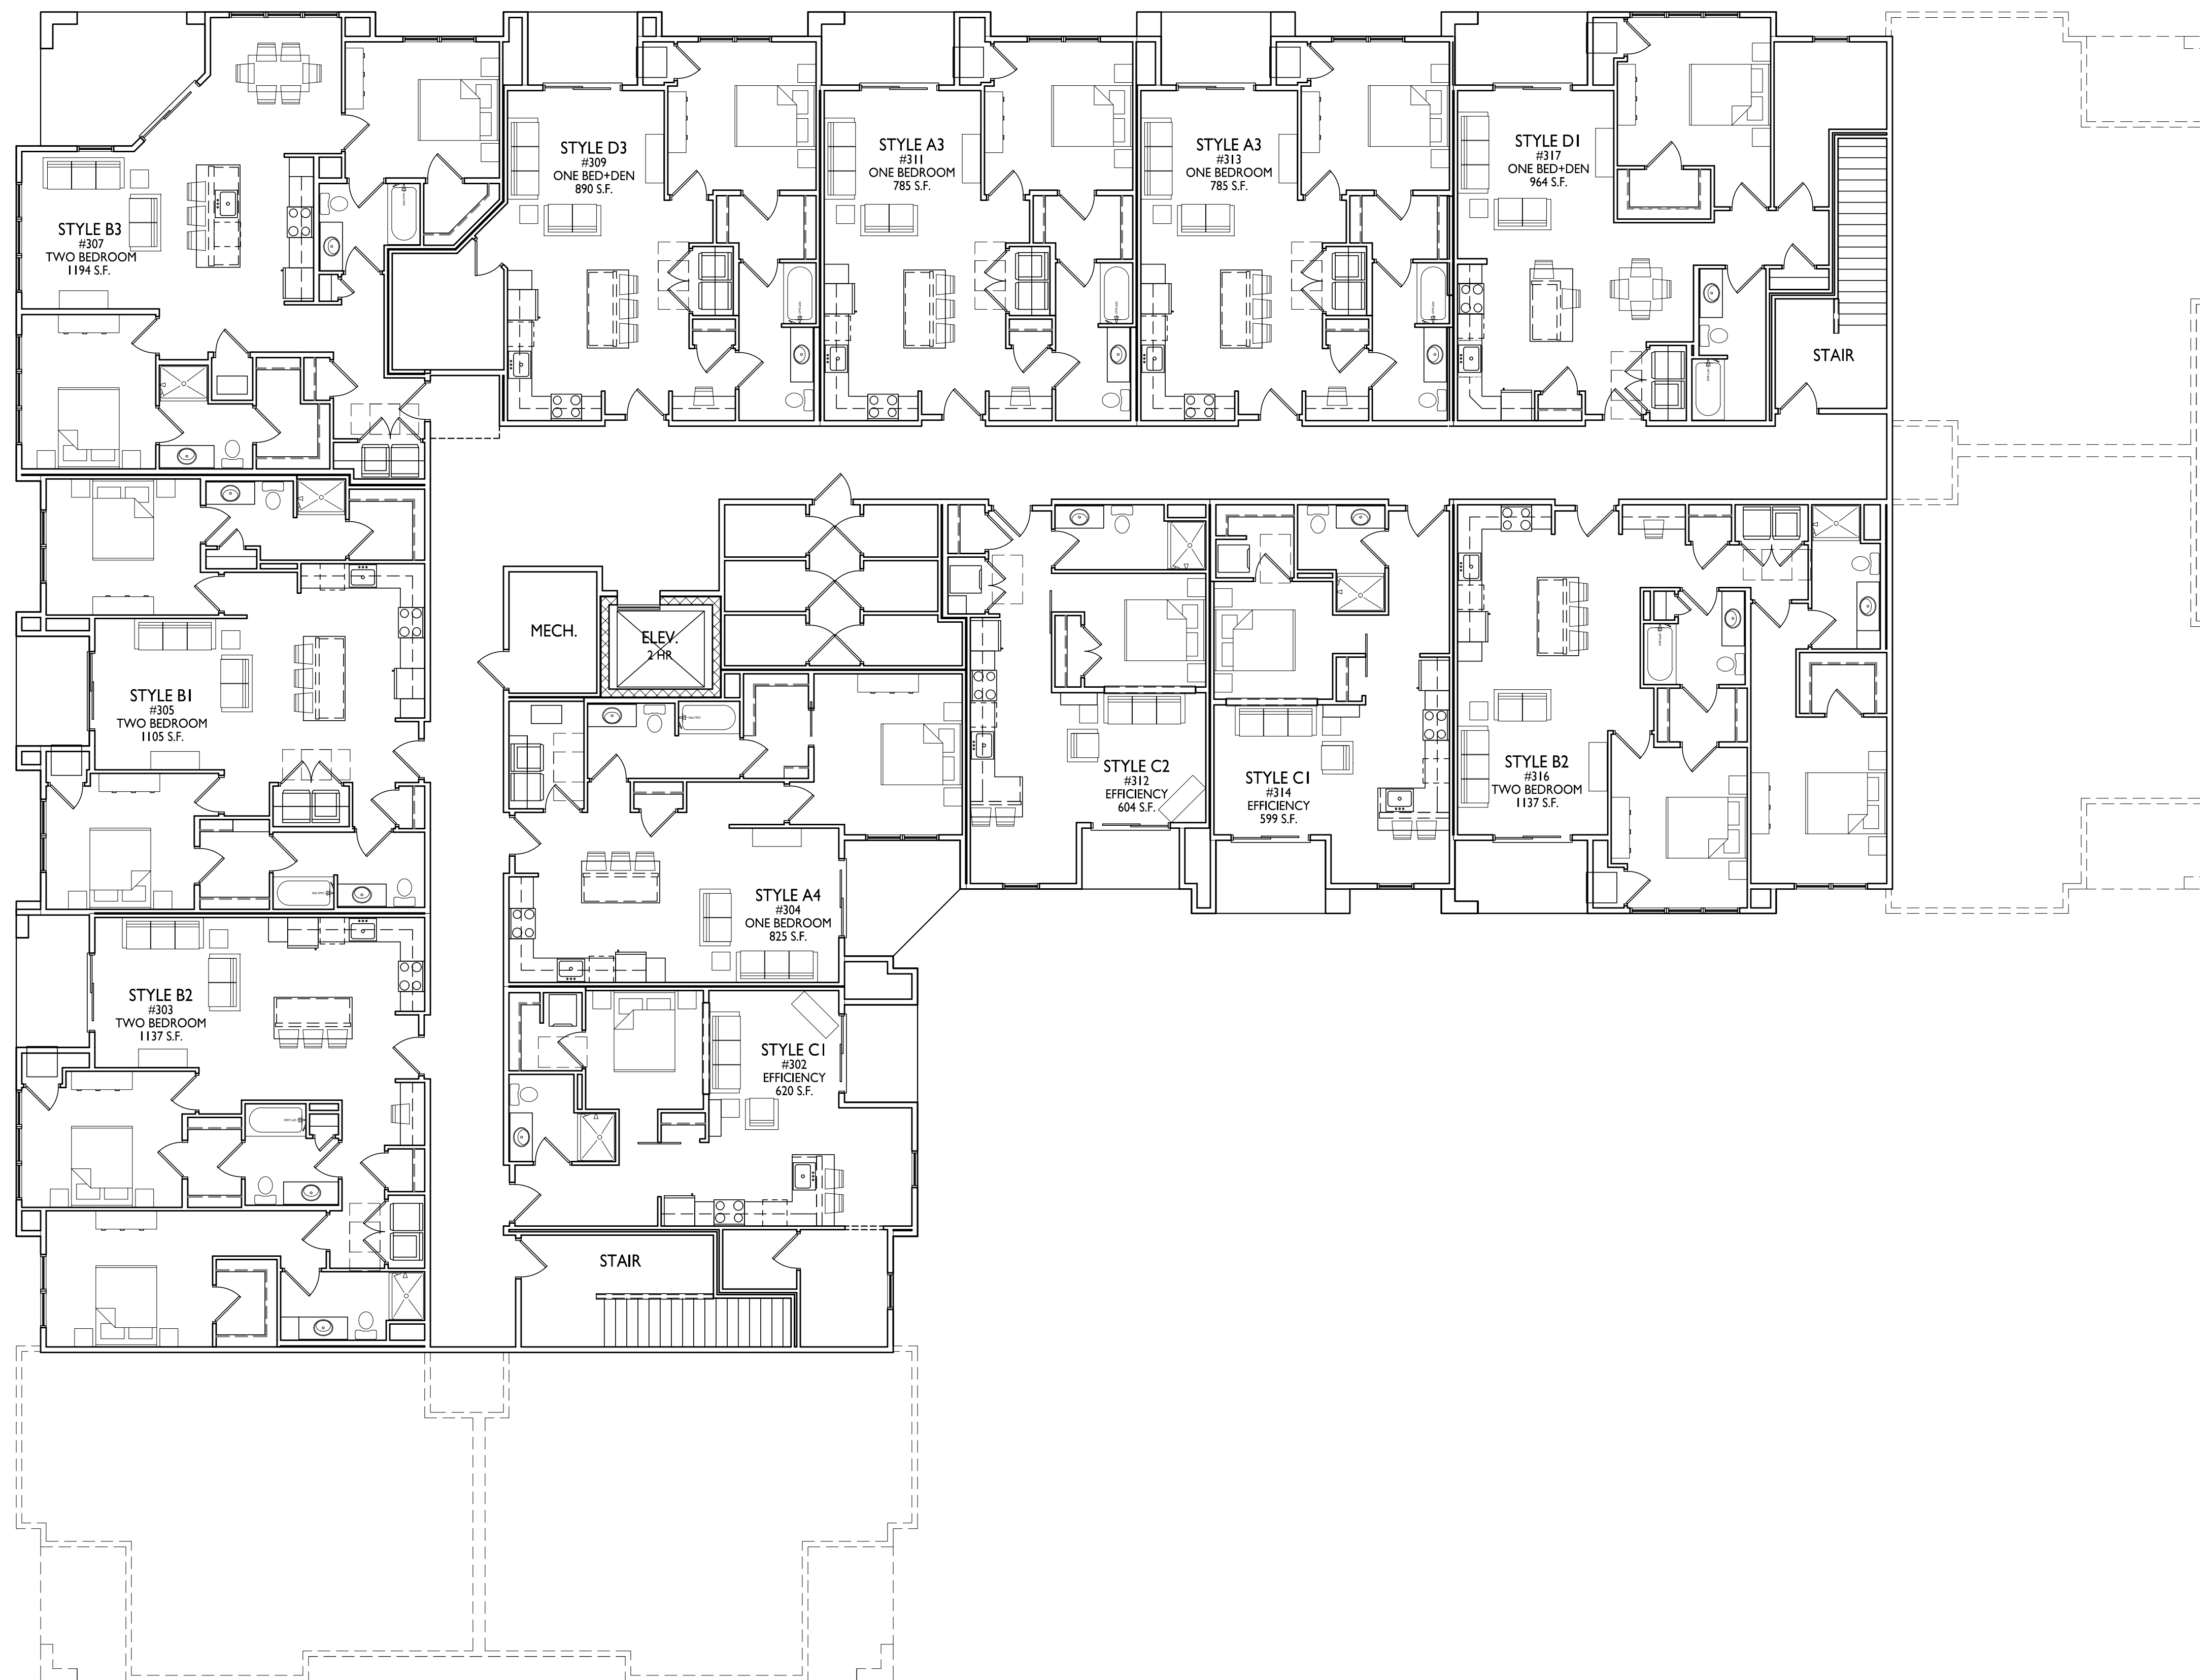 STYLE B3
#307
TWO BEDROOM
1194 S.F.
STYLE D3
#309
ONE BED+DEN
890 S.F.
STYLE A3
#311
ONE BEDROOM
785 S.F.
STYLE A3
#313
ONE BEDROOM
785 S.F.
STYLE D1
#317
ONE BED+DEN
964 S.F.
STAIR
MECH.
ELEV.
2 HR
STYLE B1
#305
TWO BEDROOM
1105 S.F.
STYLE C2
#312
EFFICIENCY
604 S.F.
STYLE C1
#314
EFFICIENCY
599 S.F.
STYLE B2
#316
TWO BEDROOM
1137 S.F.
STYLE A4
#304
ONE BEDROOM
825 S.F.
STYLE B2
#303
TWO BEDROOM
1137 S.F.
STYLE C1
#302
EFFICIENCY
620 S.F.
STAIR